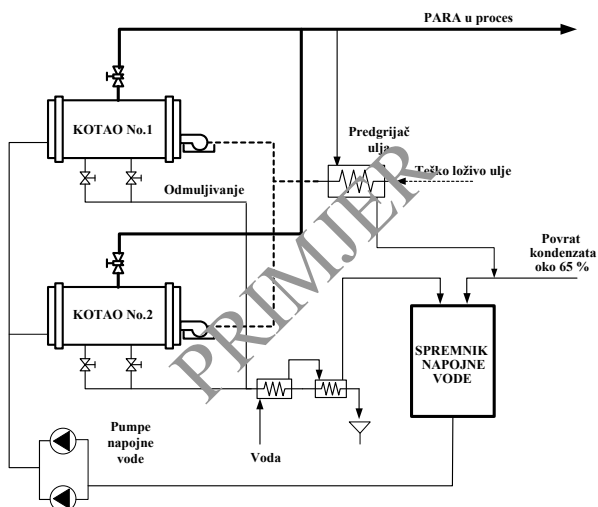 PARA u proces
KOTAO No.1
Predgrijač
ulja
Teško loživo ulje
Odmuljivanje
Povrat
kondenzata
oko 65 %
KOTAO No.2
SPREMNIK
NAPOJNE
VODE
PRIMJER
Pumpe
napojne
vode
Voda